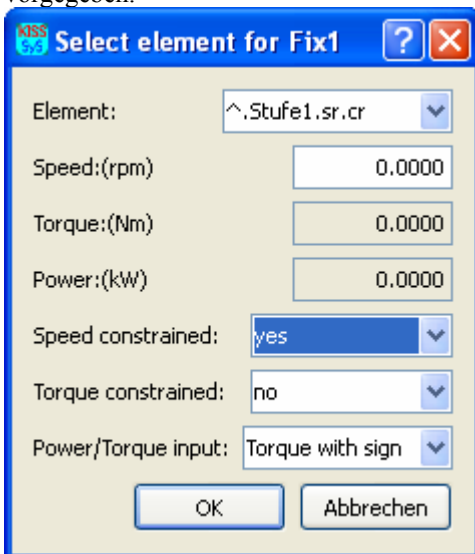 vorgegeben.
KISS SyS Select element for Fix1 ?
Element: ^.Stufe1.sr.cr
Speed:(rpm) 0.0000
Torque:(Nm) 0.0000
Power:(kW) 0.0000
Speed constrained: yes
Torque constrained: no
Power/Torque input: Torque with sign
OK Abbrechen